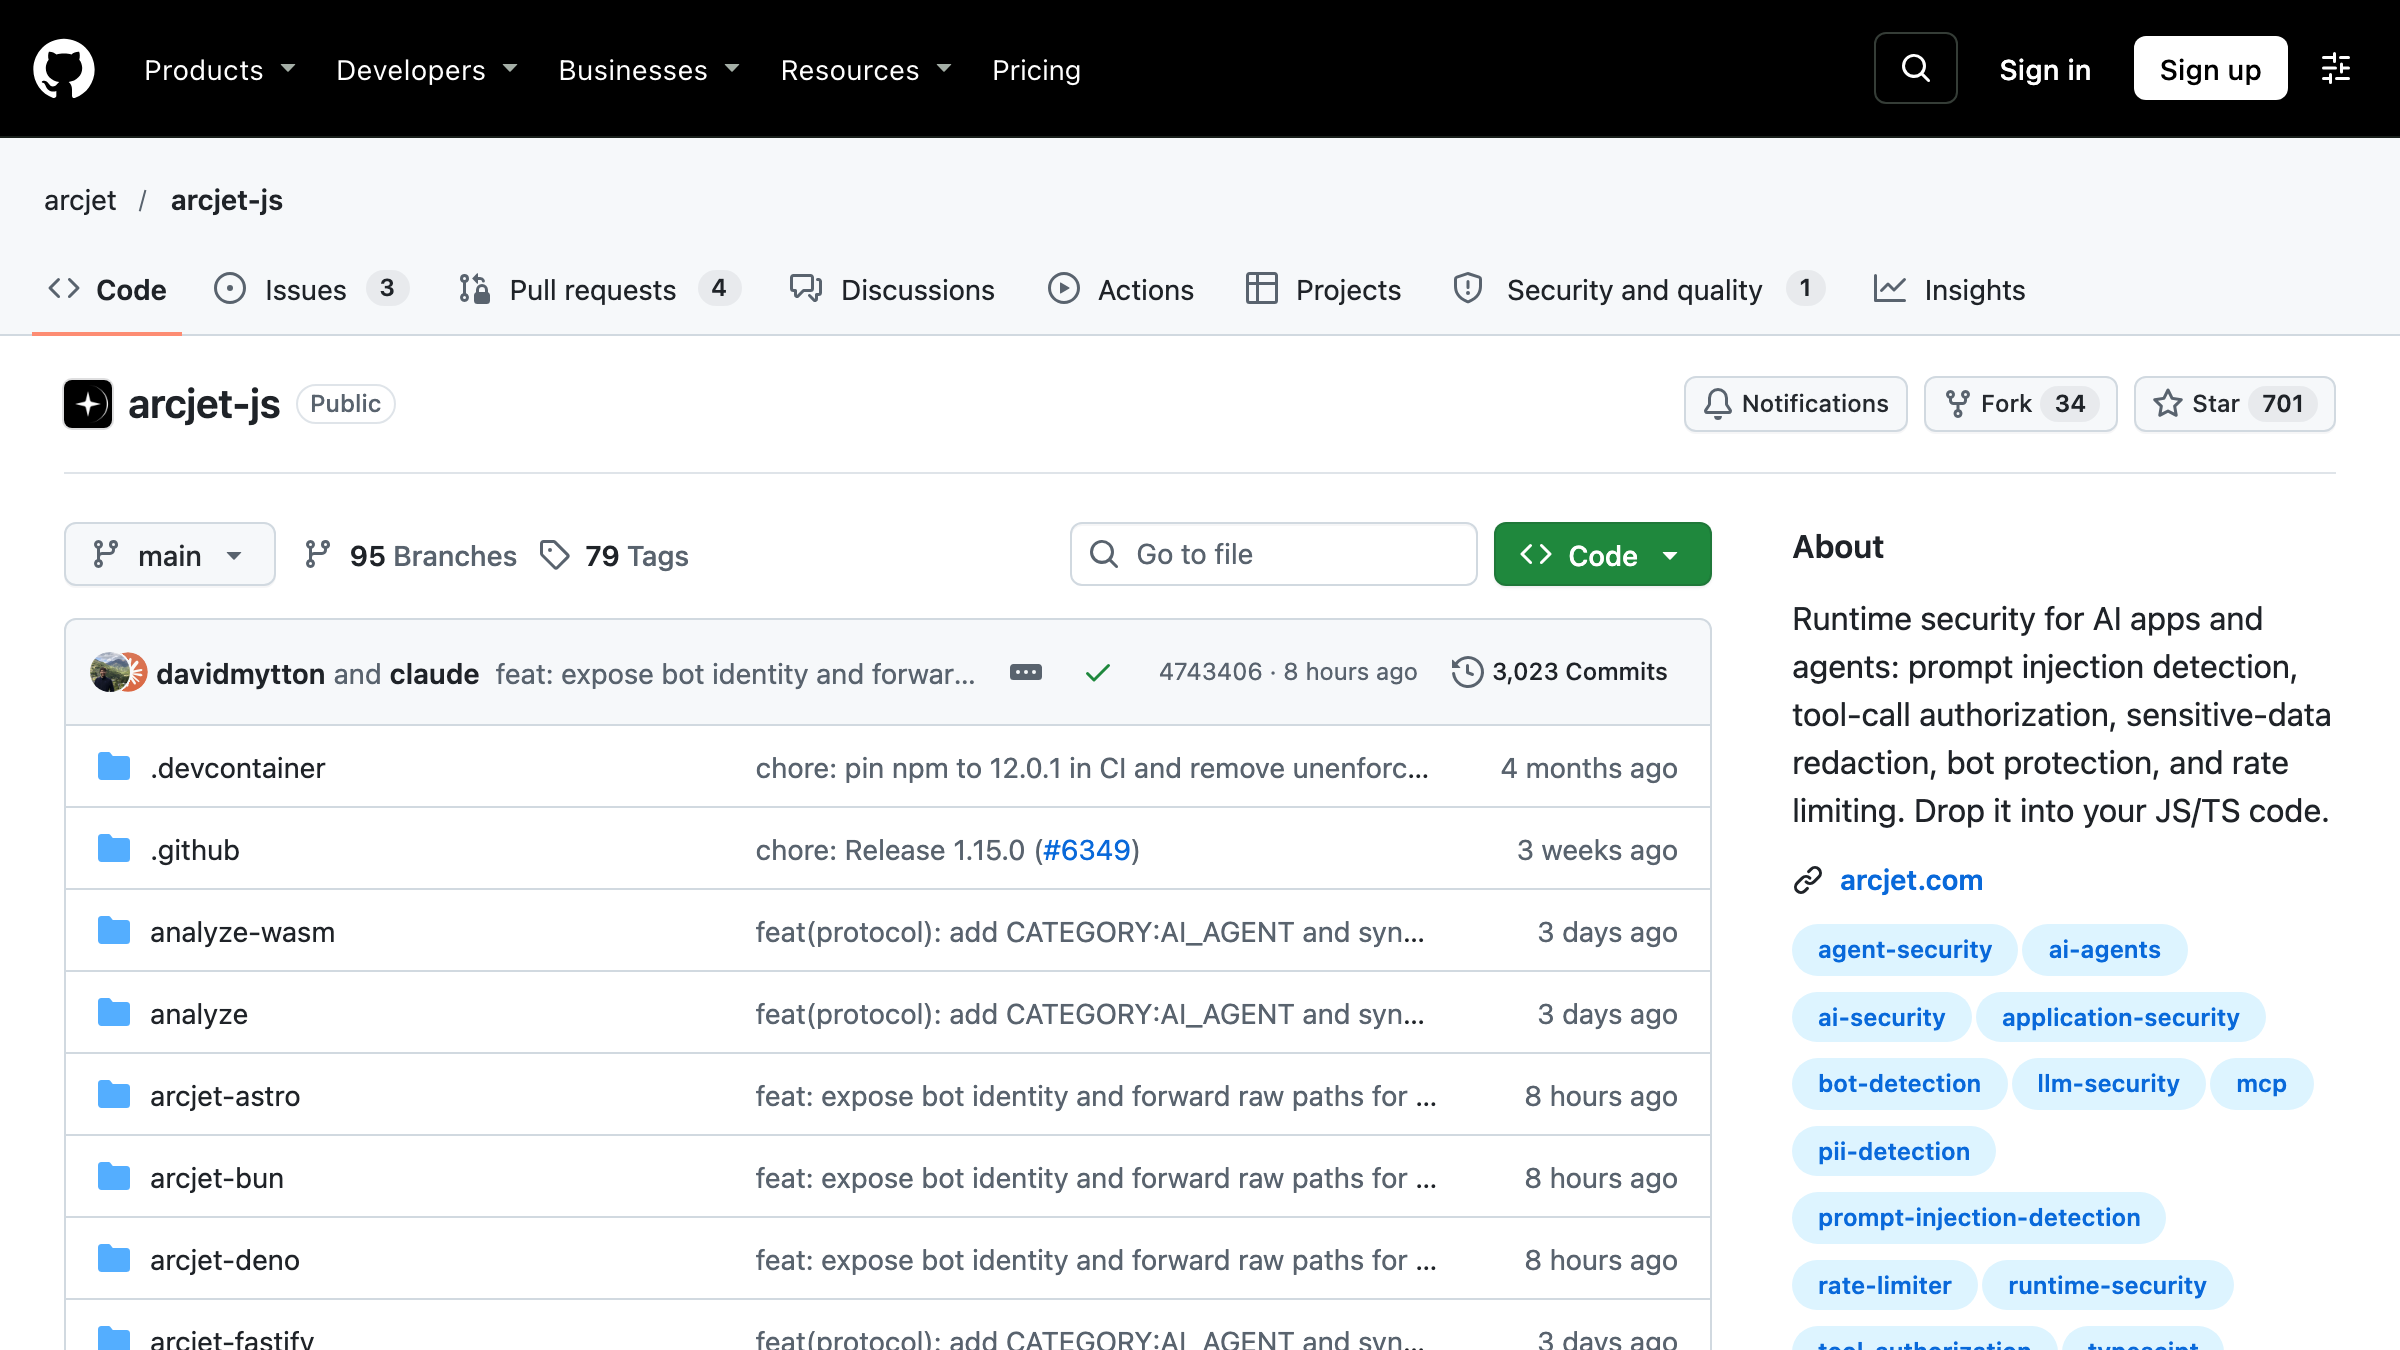 Products Developers Businesses Resources Pricing Sign in Sign up
arcjet / arcjet-js
Code Issues 3 Pull requests 4 Discussions Actions Projects Security and quality 1 Insights
arcjet-js Public Notifications Fork 34 Star 701
main 95 Branches 79 Tags Go to file Code
davidmytton and claude feat: expose bot identity and forwar... 4743406 · 8 hours ago 3,023 Commits
.devcontainer chore: pin npm to 12.0.1 in CI and remove unenforc... 4 months ago
.github chore: Release 1.15.0 (#6349) 3 weeks ago
analyze-wasm feat(protocol): add CATEGORY:AI_AGENT and syn... 3 days ago
analyze feat(protocol): add CATEGORY:AI_AGENT and syn... 3 days ago
arcjet-astro feat: expose bot identity and forward raw paths for ... 8 hours ago
arcjet-bun feat: expose bot identity and forward raw paths for ... 8 hours ago
arcjet-deno feat: expose bot identity and forward raw paths for ... 8 hours ago
arcjet-fastify feat(protocol): add CATEGORY:AI_AGENT and syn... 3 days ago
About
Runtime security for AI apps and
agents: prompt injection detection,
tool-call authorization, sensitive-data
redaction, bot protection, and rate
limiting. Drop it into your JS/TS code.
arcjet.com
agent-security ai-agents
ai-security application-security
bot-detection llm-security mcp
pii-detection
prompt-injection-detection
rate-limiter runtime-security
tool-authorization typescript